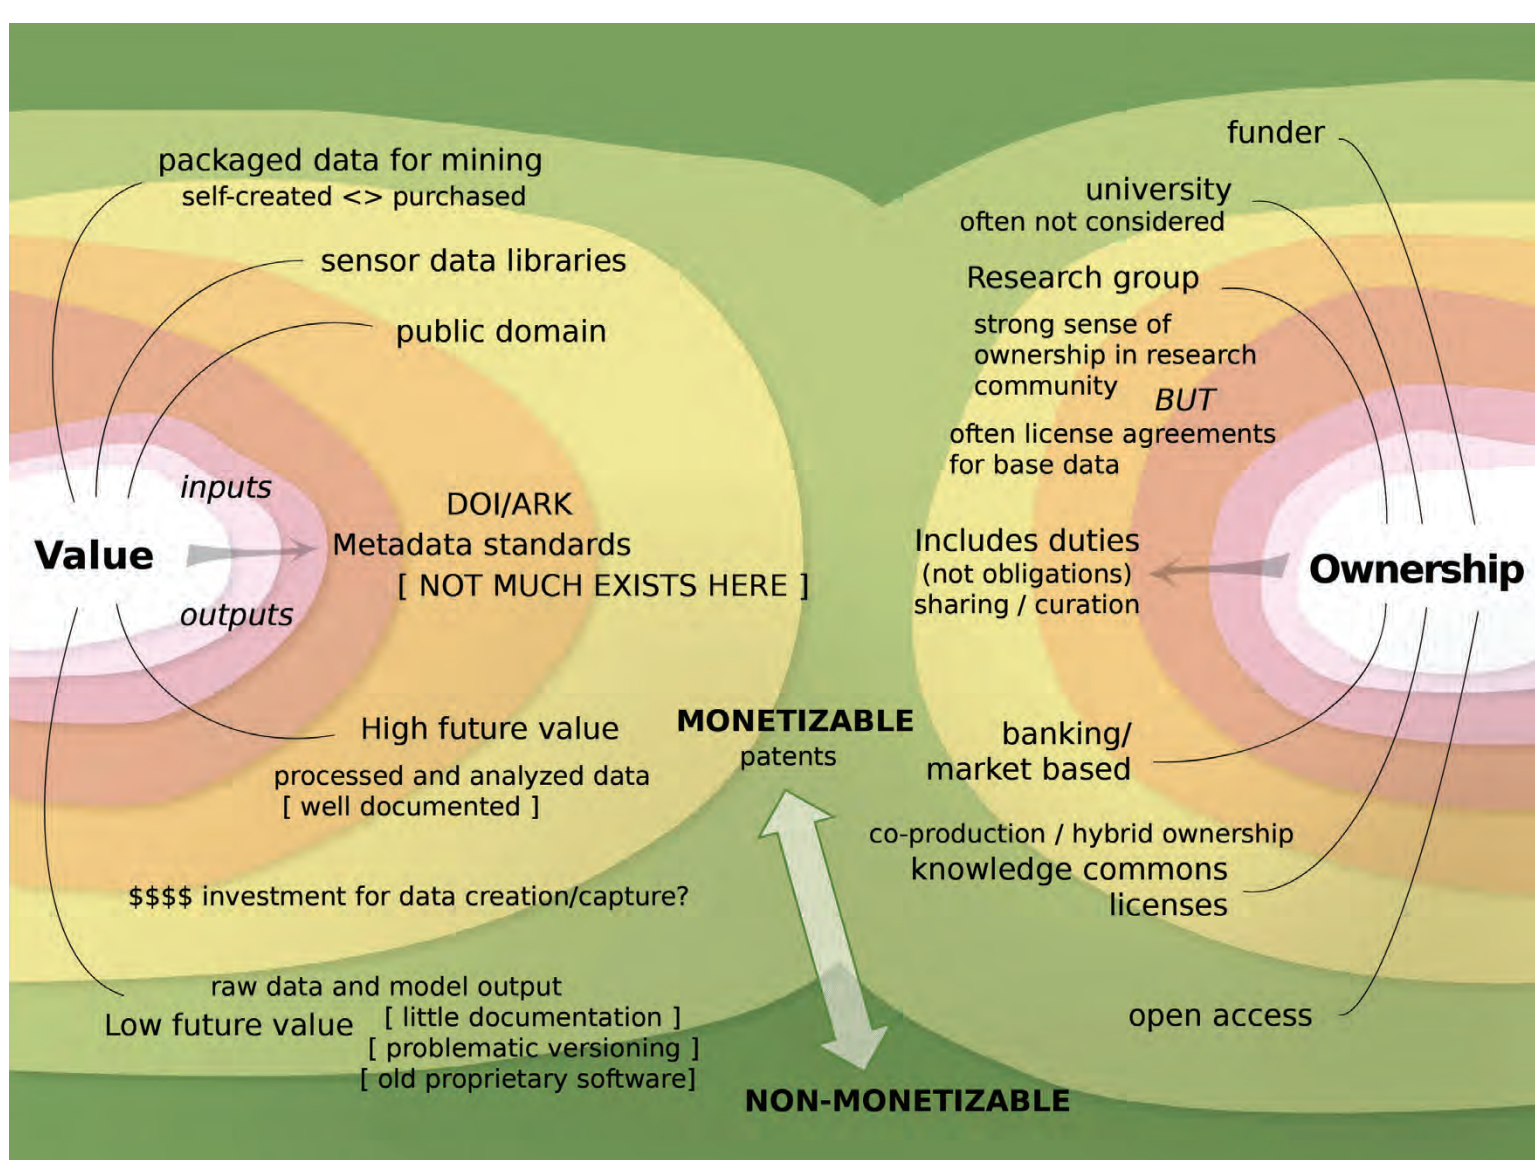 packaged data for mining
self-created <> purchased
sensor data libraries
public domain
inputs
Value
outputs
DOI/ARK
Metadata standards
[ NOT MUCH EXISTS HERE ]
High future value
processed and analyzed data
[ well documented ]
$$$$ investment for data creation/capture?
raw data and model output
Low future value
[ little documentation ]
[ problematic versioning ]
[ old proprietary software]
MONETIZABLE
patents
NON-MONETIZABLE
funder
university
often not considered
Research group
strong sense of
ownership in research
community
BUT
often license agreements
for base data
Includes duties
(not obligations)
sharing / curation
Ownership
banking/
market based
co-production / hybrid ownership
knowledge commons
licenses
open access